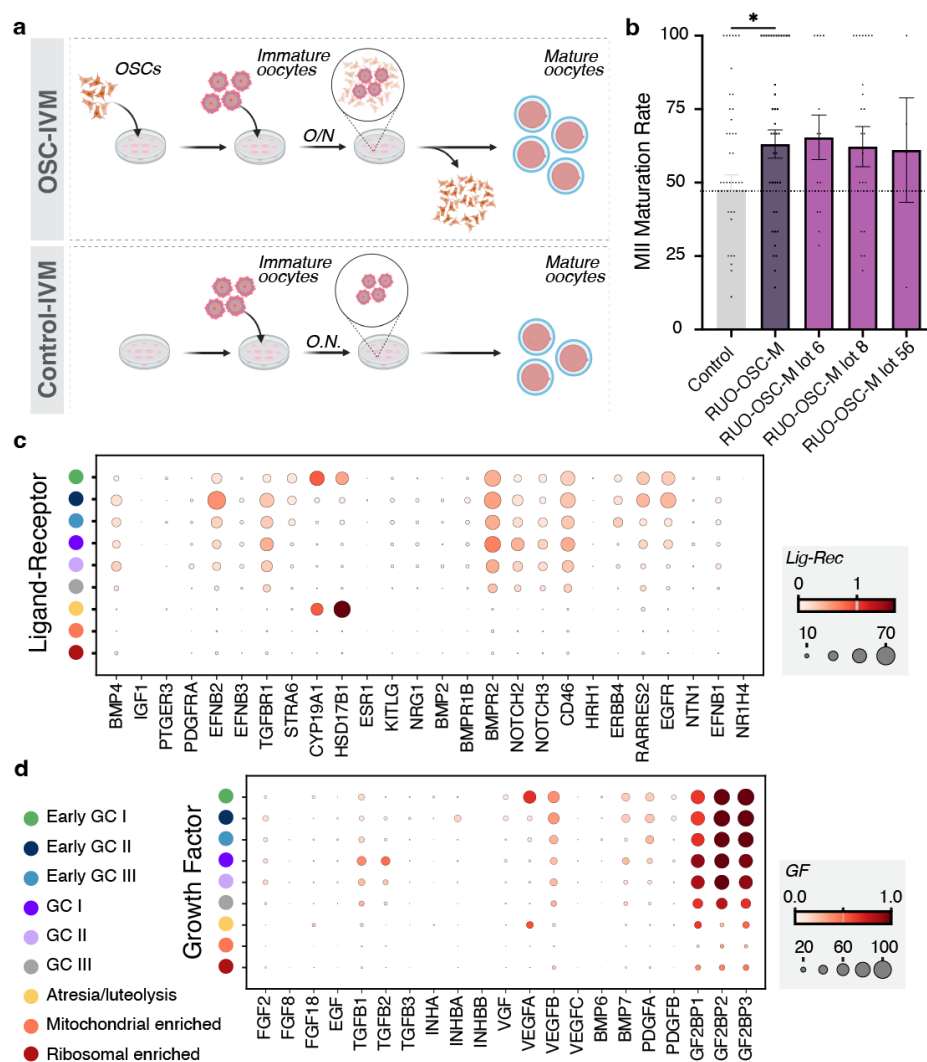 a
OSC-IVM
OSCs
Immature
oocytes
O/N
Mature
oocytes
Control-IVM
Immature
oocytes
O.N.
Mature
oocytes
b
*
MII Maturation Rate
100
75
50
25
0
Control
RUO-OSC-M
RUO-OSC-M lot 6
RUO-OSC-M lot 8
RUO-OSC-M lot 56
c
Ligand-Receptor
BMP4
IGF1
PTGER3
PDGFRA
EFNB2
EFNB3
TGFBR1
STRA6
CYP19A1
HSD17B1
ESR1
KITLG
NRG1
BMP2
BMPR1B
BMPR2
NOTCH2
NOTCH3
CD46
HRH1
ERBB4
RARRES2
EGFR
NTN1
EFNB1
NR1H4
Lig-Rec
0 1
10 70
d
Early GC I
Early GC II
Early GC III
GC I
GC II
GC III
Atresia/luteolysis
Mitochondrial enriched
Ribosomal enriched
Growth Factor
FGF2
FGF8
FGF18
EGF
TGFB1
TGFB2
TGFB3
INHA
INHBA
INHBB
VGF
VEGFA
VEGFB
VEGFC
BMP6
BMP7
PDGFA
PDGFB
GF2BP1
GF2BP2
GF2BP3
GF
0.0 1.0
20 60 100